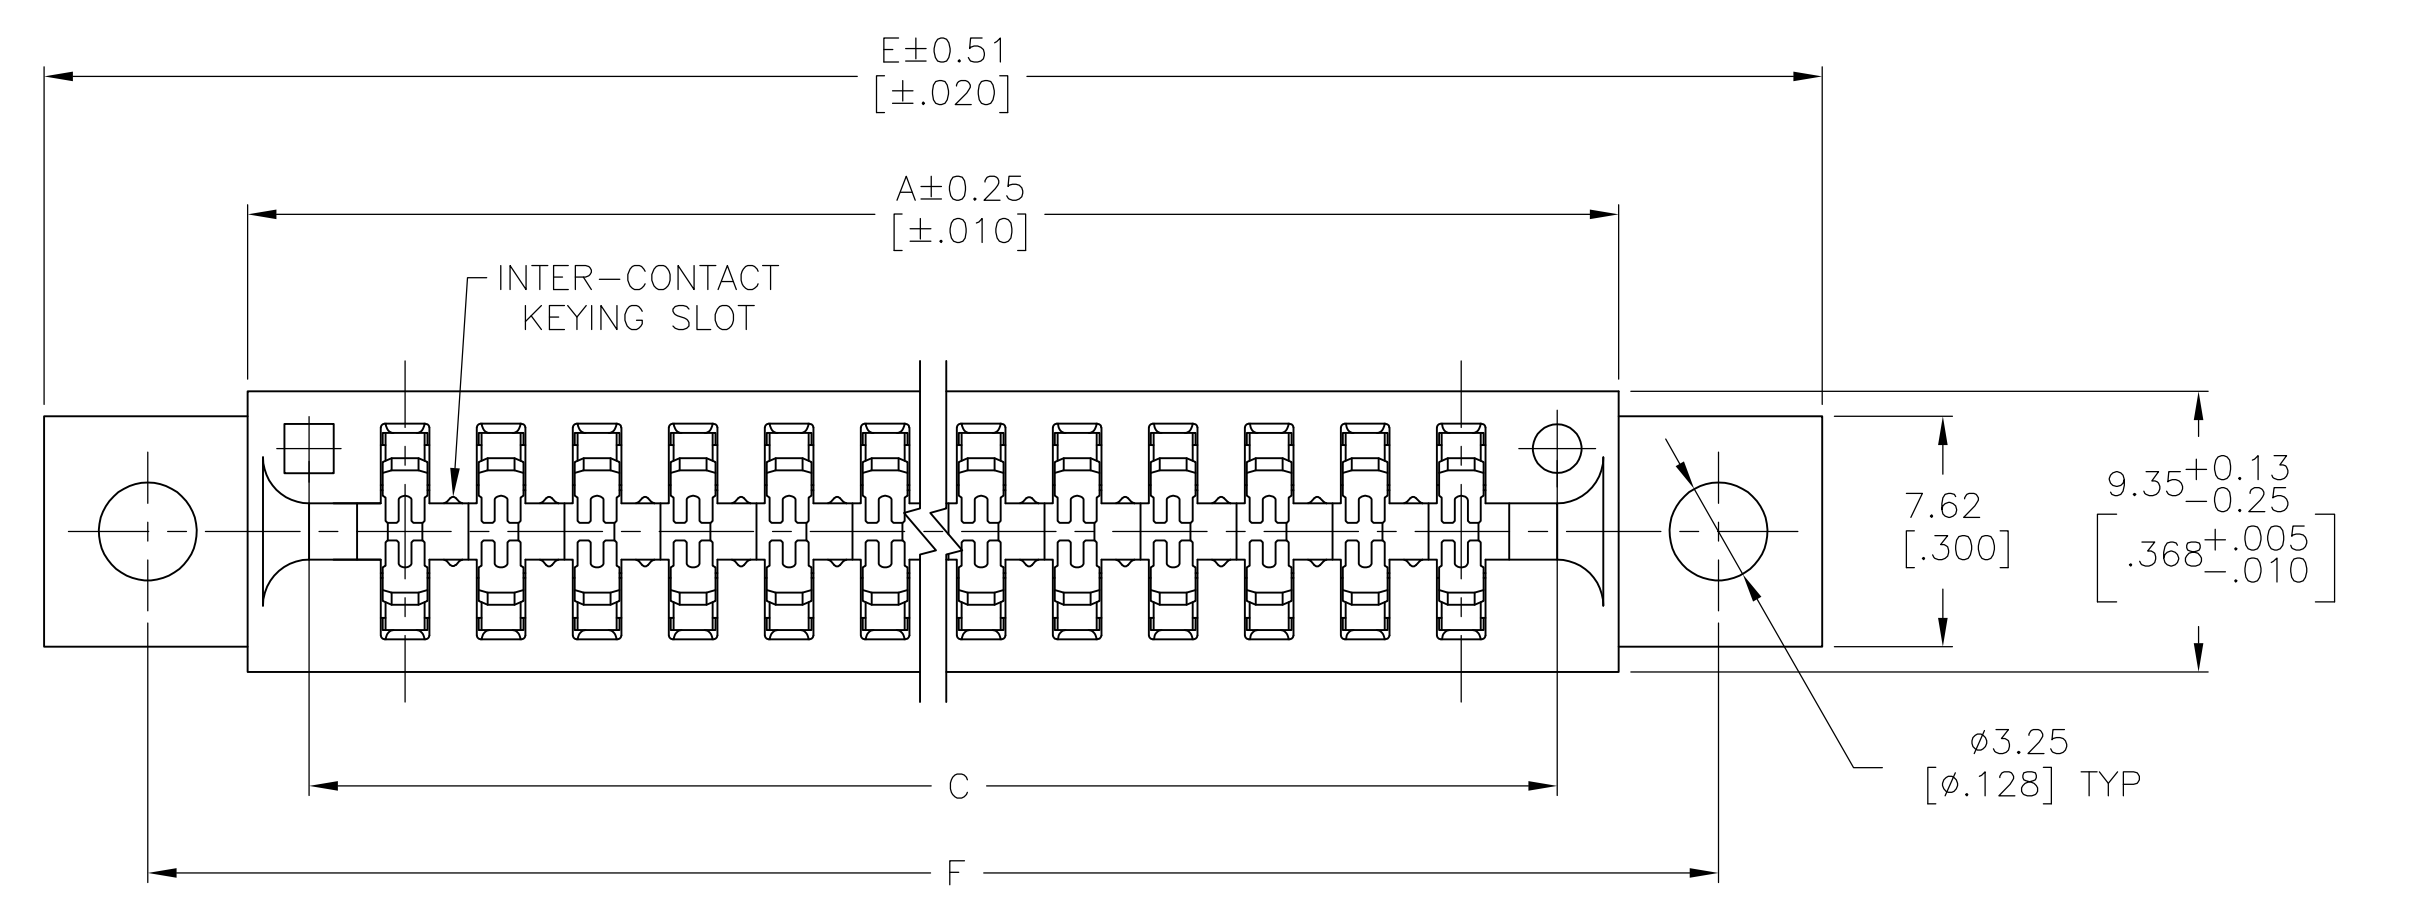 E±0.51
[±.020]
A±0.25
[±.010]
INTER-CONTACT
KEYING SLOT
9.35+0.13
-0.25
[.368+.005
-.010]
7.62
[.300]
ø3.25
[ø.128] TYP
C
F